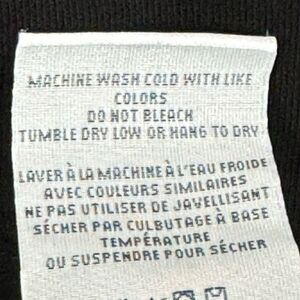 MACHINE WASH COLD WITH LIKE
COLORS
DO NOT BLEACH
TUMBLE DRY LOW OR HANG TO DRY
LAVER À LA MACHINE À L'EAU FROIDE
AVEC COULEURS SIMILAIRES
NE PAS UTILISER DE JAVELLISANT
SÉCHER PAR CULBUTAGE À BASE
TEMPÉRATURE
OU SUSPENDRE POUR SÉCHER